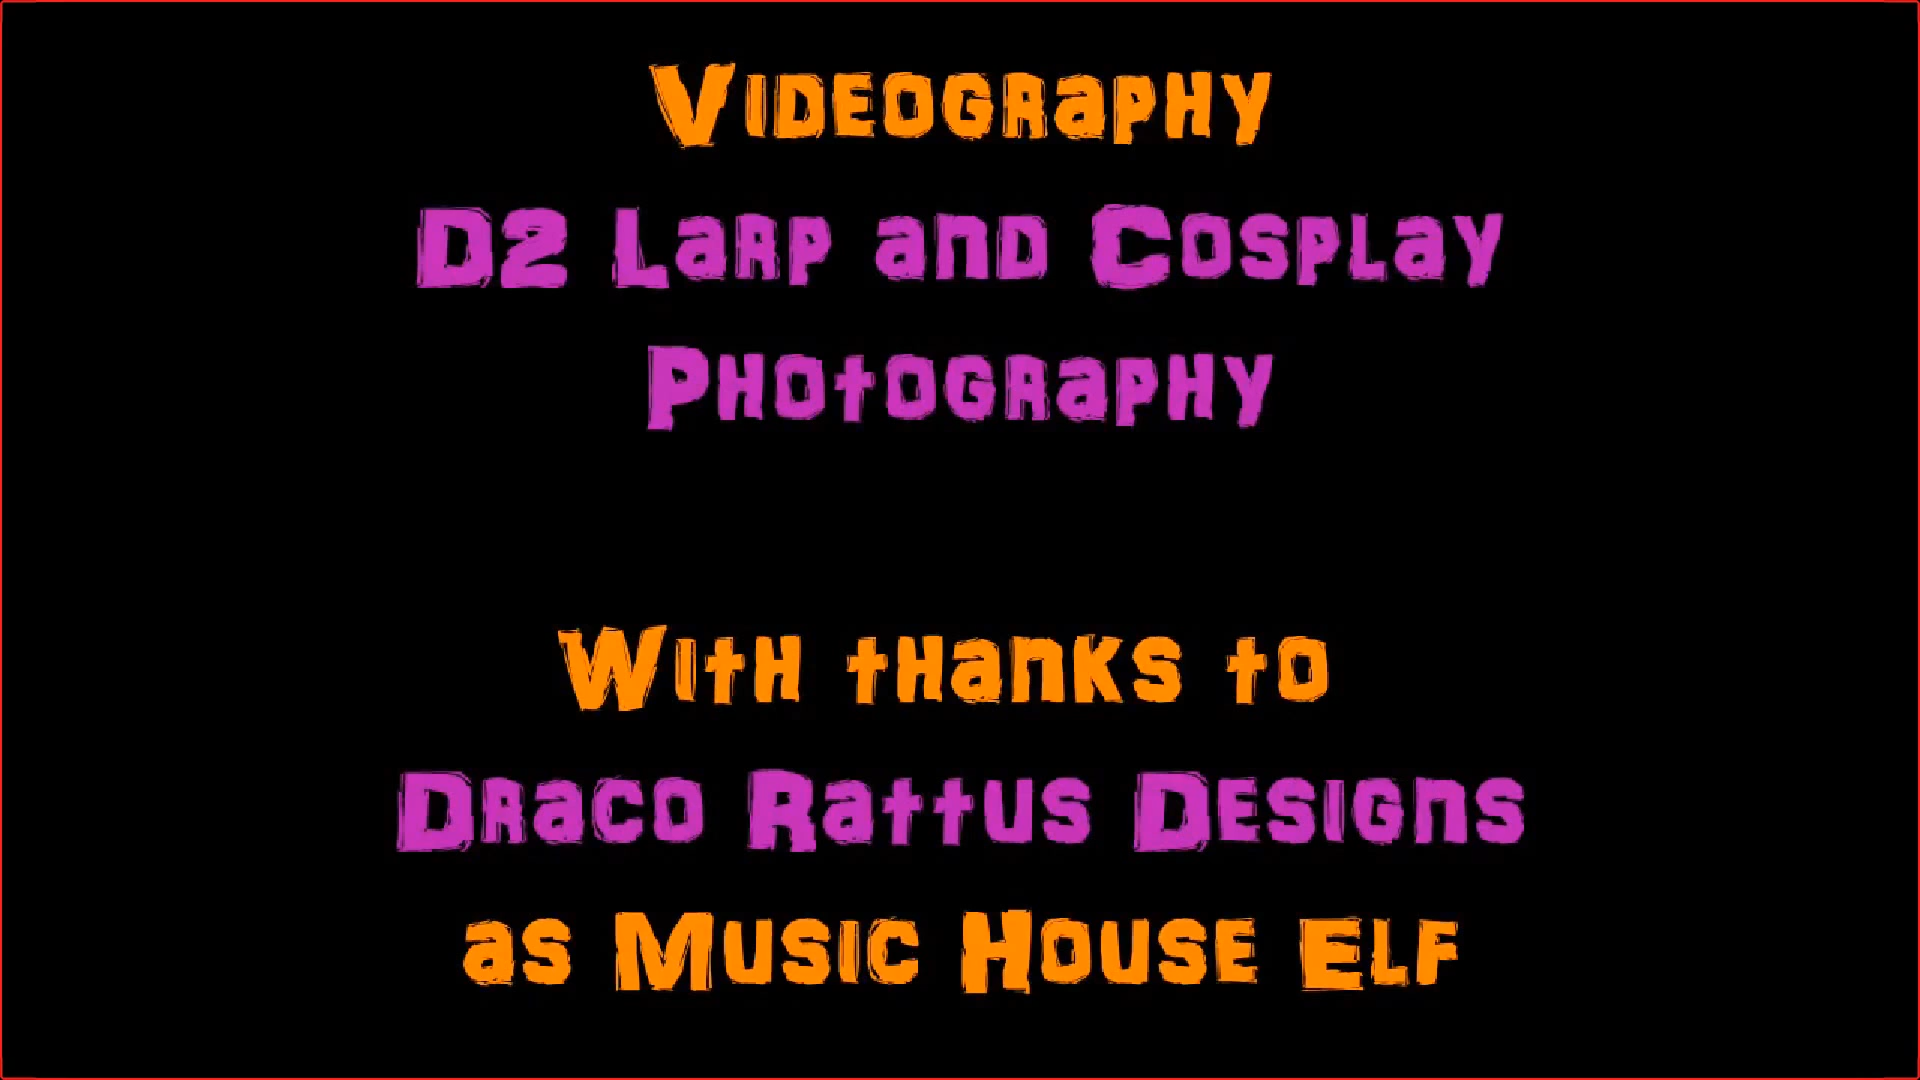 Videography
D2 Larp and Cosplay
Photography
With thanks to
Draco Rattus Designs
as Music House Elf